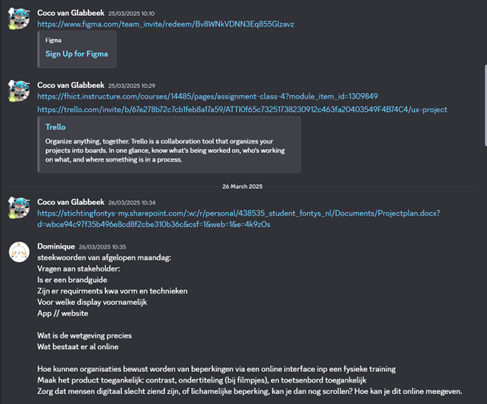 Coco van Glabbeek 25/03/2025 10:10
https://www.figma.com/team_invite/redeem/Bv8WNkVDNN3Eq855Glzavz
Figma
Sign Up for Figma
Coco van Glabbeek 25/03/2025 10:29
https://fhict.instructure.com/courses/14485/pages/assignment-class-4?module_item_id=1309849
https://trello.com/invite/b/67e278b72c7cb1feb8a17a59/ATTI0f65c73251738230912c463fa20403549F4B74C4/ux-project
Trello
Organize anything, together. Trello is a collaboration tool that organizes your
projects into boards. In one glance, know what's being worked on, who's working
on what, and where something is in a process.
26 March 2025
Coco van Glabbeek 26/03/2025 10:34
https://stichtingfontys-my.sharepoint.com/:w:/r/personal/438535_student_fontys_nl/Documents/Projectplan.docx?
d=wbce94c97f35b496e8cd8f2cbe310b36c&csf=1&web=1&e=4k9zOs
Dominique 26/03/2025 10:35
steekwoorden van afgelopen maandag:
Vragen aan stakeholder:
Is er een brandguide
Zijn er requirments kwa vorm en technieken
Voor welke display voornamelijk
App // website
Wat is de wetgeving precies
Wat bestaat er al online
Hoe kunnen organisaties bewust worden van beperkingen via een online interface inp een fysieke training
Maak het product toegankelijk: contrast, ondertiteling (bij filmpjes), en toetsenbord toegankelijk
Zorg dat mensen digitaal slecht ziend zijn, of lichamelijke beperking, kan je dan nog scrollen? Hoe kan je dit online meegeven.